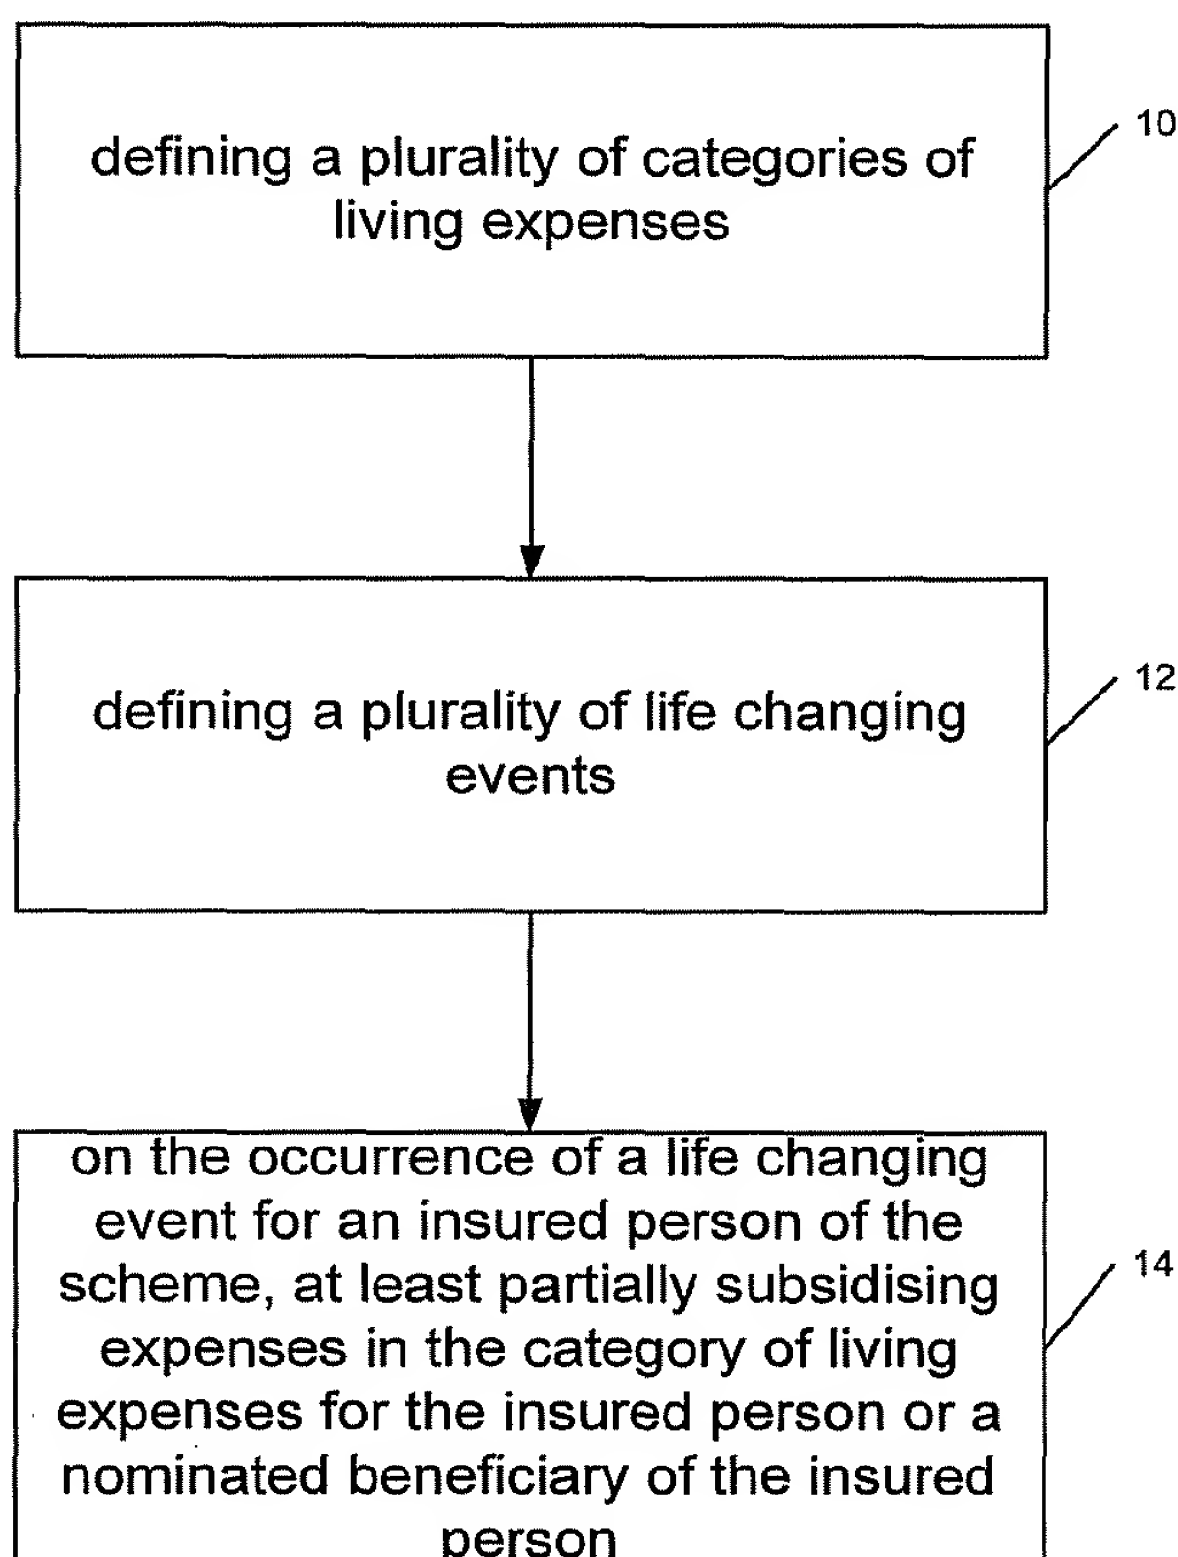 defining a plurality of categories of
living expenses
10
defining a plurality of life changing
events
12
on the occurrence of a life changing
event for an insured person of the
scheme, at least partially subsidising
expenses in the category of living
expenses for the insured person or a
nominated beneficiary of the insured
person
14